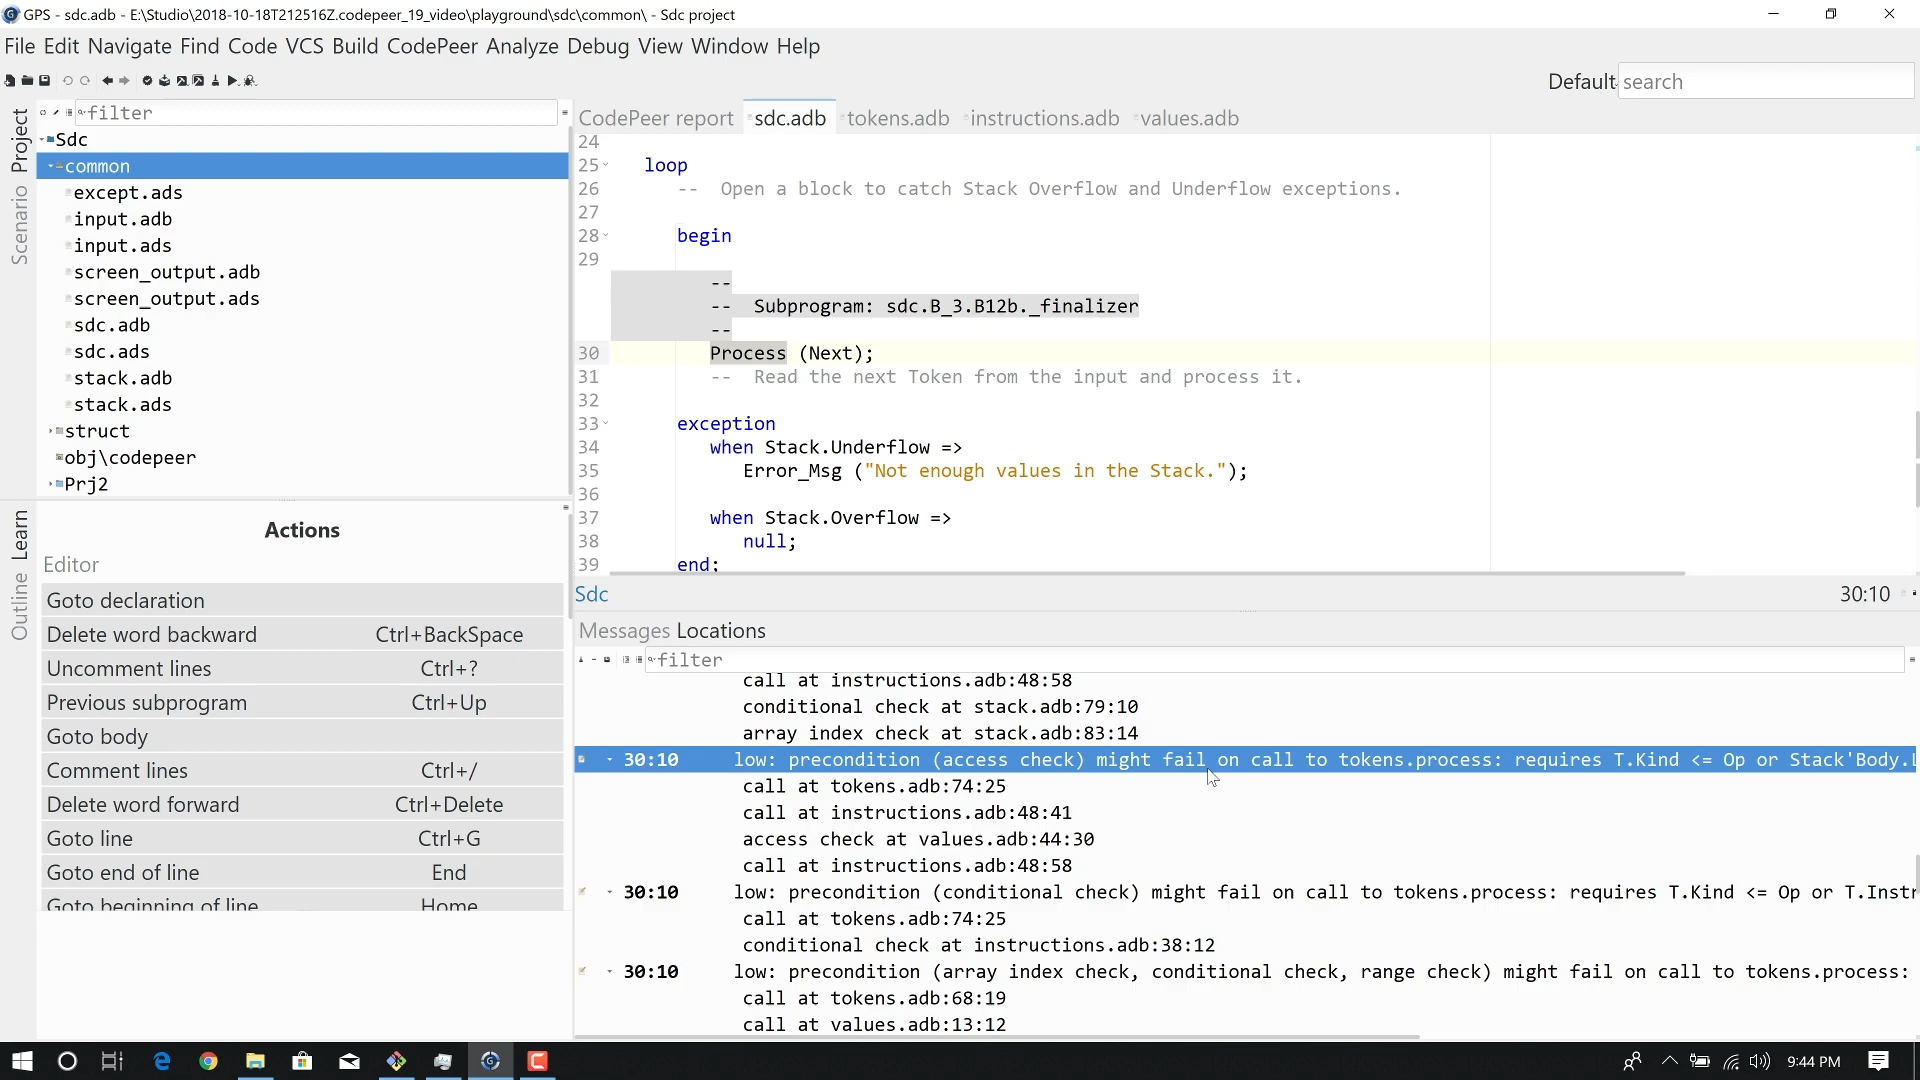 GPS - sdc.adb - E:\Studio\2018-10-18T212516Z.codepeer_19_video\playground\sdc\common\ - Sdc project
File Edit Navigate Find Code VCS Build CodePeer Analyze Debug View Window Help
Default search
Project
Scenario
filter
Sdc
common
except.ads
input.adb
input.ads
screen_output.adb
screen_output.ads
sdc.adb
sdc.ads
stack.adb
stack.ads
struct
obj\codepeer
Prj2
Learn
Outline
Actions
Editor
Goto declaration
Delete word backward Ctrl+BackSpace
Uncomment lines Ctrl+?
Previous subprogram Ctrl+Up
Goto body
Comment lines Ctrl+/
Delete word forward Ctrl+Delete
Goto line Ctrl+G
Goto end of line End
Goto beginning of line Home
CodePeer report sdc.adb tokens.adb instructions.adb values.adb
24
25 loop
26 -- Open a block to catch Stack Overflow and Underflow exceptions.
27
28 begin
29
--
-- Subprogram: sdc.B_3.B12b._finalizer
--
30 Process (Next);
31 -- Read the next Token from the input and process it.
32
33 exception
34 when Stack.Underflow =>
35 Error_Msg ("Not enough values in the Stack.");
36
37 when Stack.Overflow =>
38 null;
39 end;
Sdc 30:10
Messages Locations
filter
call at instructions.adb:48:58
conditional check at stack.adb:79:10
array index check at stack.adb:83:14
30:10 low: precondition (access check) might fail on call to tokens.process: requires T.Kind <= Op or Stack'Body.L
call at tokens.adb:74:25
call at instructions.adb:48:41
access check at values.adb:44:30
call at instructions.adb:48:58
30:10 low: precondition (conditional check) might fail on call to tokens.process: requires T.Kind <= Op or T.Instr
call at tokens.adb:74:25
conditional check at instructions.adb:38:12
30:10 low: precondition (array index check, conditional check, range check) might fail on call to tokens.process:
call at tokens.adb:68:19
call at values.adb:13:12
9:44 PM